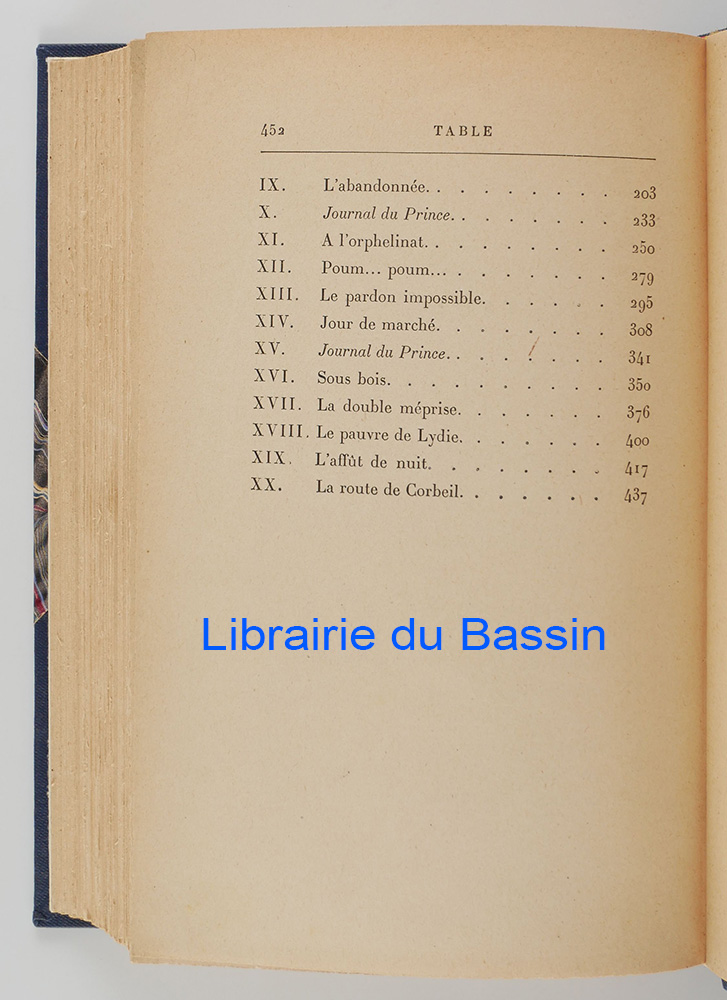 452 TABLE
IX. L'abandonnée. . . . . . . . 203
X. Journal du Prince. . . . . . . 233
XI. A l'orphelinat. . . . . . . . 250
XII. Poum... poum... . . . . . . . 279
XIII. Le pardon impossible. . . . . . 295
XIV. Jour de marché. . . . . . . . 308
XV. Journal du Prince. . . . . . . 341
XVI. Sous bois. . . . . . . . . 350
XVII. La double méprise. . . . . . . 376
XVIII. Le pauvre de Lydie. . . . . . . 400
XIX. L'affût de nuit. . . . . . . . 417
XX. La route de Corbeil. . . . . . . 437
Librairie du Bassin